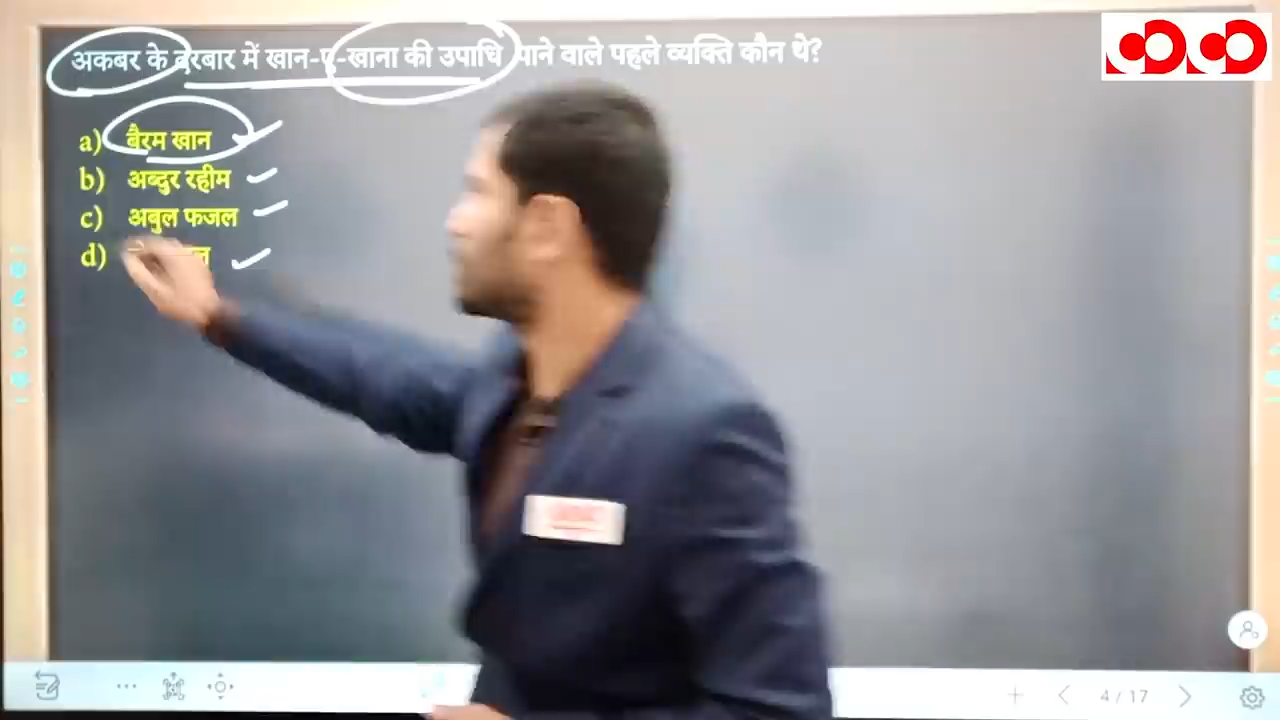 अकबर के दरबार में खान-ए-खाना की उपाधि पाने वाले पहले व्यक्ति कौन थे?
a) बैरम खान
b) अब्दुर रहीम
c) अबुल फजल
d)
4 / 17